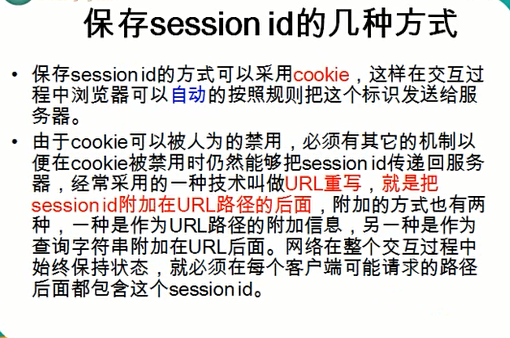 保存session id的几种方式
• 保存session id的方式可以采用cookie，这样在交互过
程中浏览器可以自动的按照规则把这个标识发送给服
务器。
• 由于cookie可以被人为的禁用，必须有其它的机制以
便在cookie被禁用时仍然能够把session id传递回服务
器，经常采用的一种技术叫做URL重写，就是把
session id附加在URL路径的后面，附加的方式也有两
种，一种是作为URL路径的附加信息，另一种是作为
查询字符串附加在URL后面。网络在整个交互过程中
始终保持状态，就必须在每个客户端可能请求的路径
后面都包含这个session id。